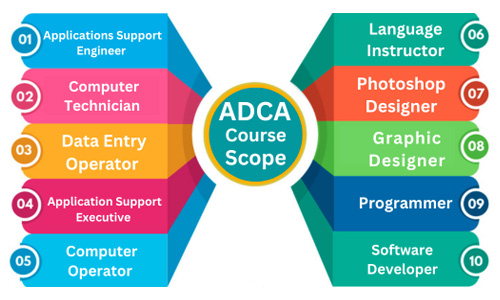 01
Applications Support
Engineer
02
Computer
Technician
03
Data Entry
Operator
04
Application Support
Executive
05
Computer
Operator
ADCA
Course
Scope
Language
Instructor
06
Photoshop
Designer
07
Graphic
Designer
08
Programmer
09
Software
Developer
10